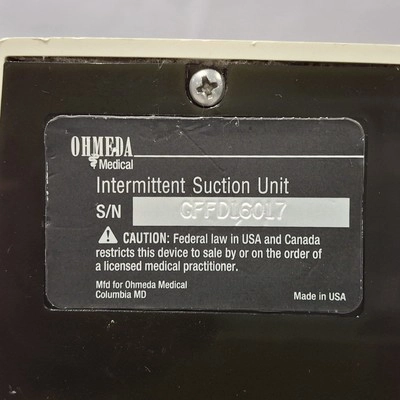 OHMEDA
Medical
Intermittent Suction Unit
S/N GFFD16017
⚠ CAUTION: Federal law in USA and Canada
restricts this device to sale by or on the order of
a licensed medical practitioner.
Mfd for Ohmeda Medical
Columbia MD
Made in USA